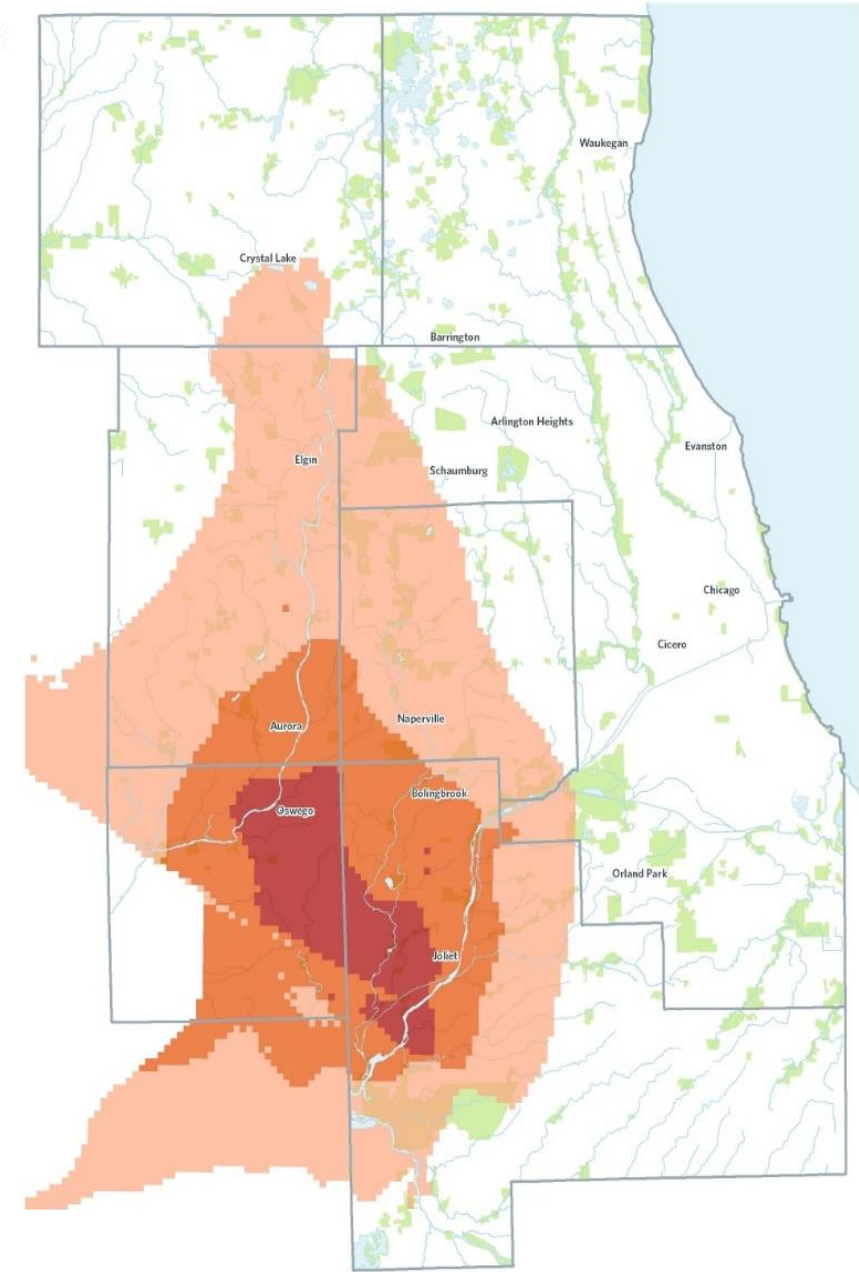 Waukegan
Crystal Lake
Barrington
Arlington Heights
Evanston
Elgin
Schaumburg
Chicago
Cicero
Aurora
Naperville
Bolingbrook
Oswego
Orland Park
Joliet